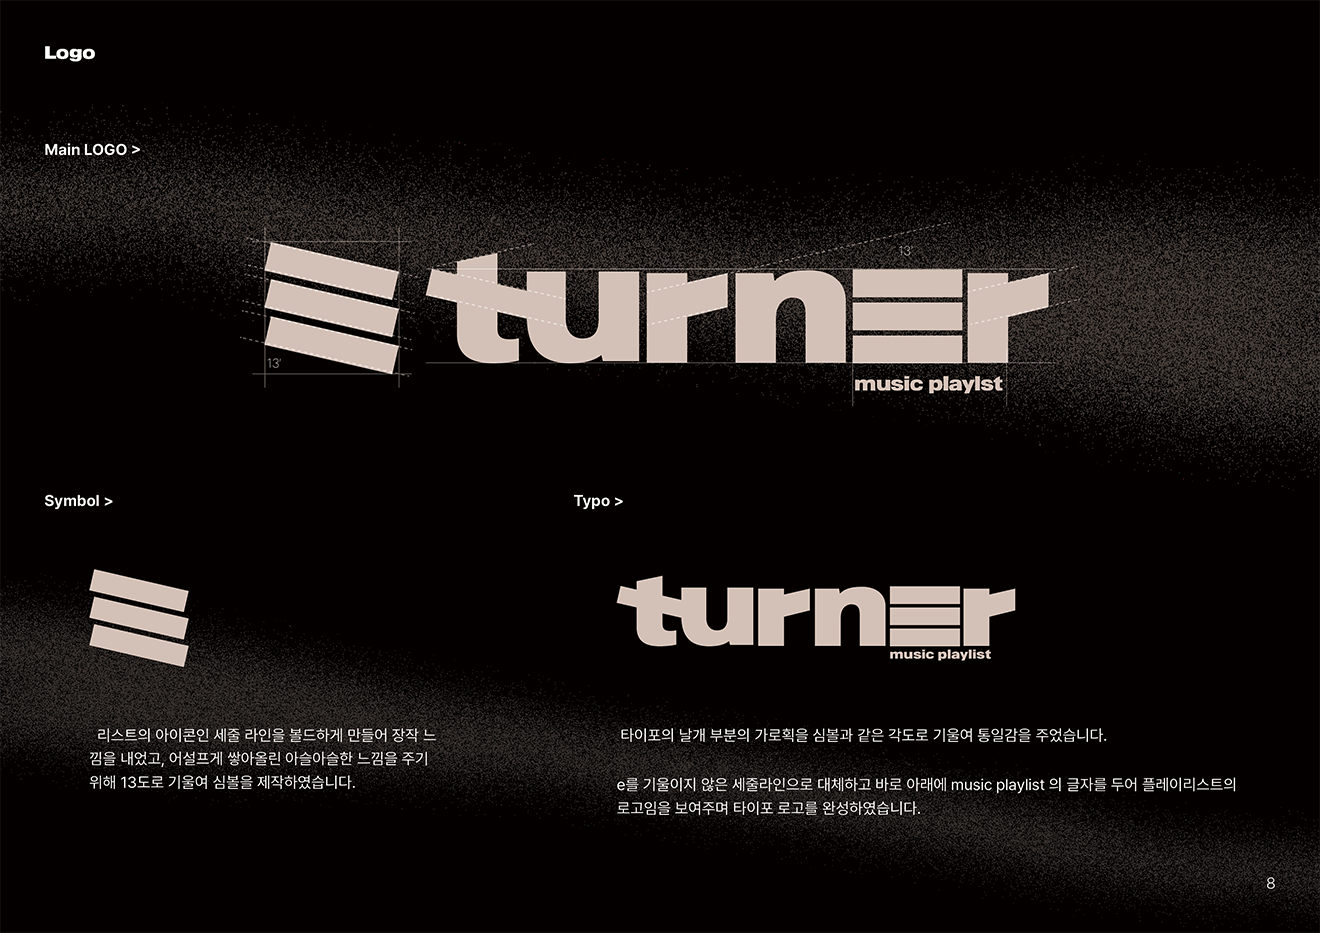 Logo
Main LOGO >
13'
turner
13'
music playlst
Symbol >
Typo >
turner
music playlist
리스트의 아이콘인 세줄 라인을 볼드하게 만들어 장작 느
낌을 내었고, 어설프게 쌓아올린 아슬아슬한 느낌을 주기
위해 13도로 기울여 심볼을 제작하였습니다.
타이포의 날개 부분의 가로획을 심볼과 같은 각도로 기울여 통일감을 주었습니다.
e를 기울이지 않은 세줄라인으로 대체하고 바로 아래에 music playlist 의 글자를 두어 플레이리스트의
로고임을 보여주며 타이포 로고를 완성하였습니다.
8